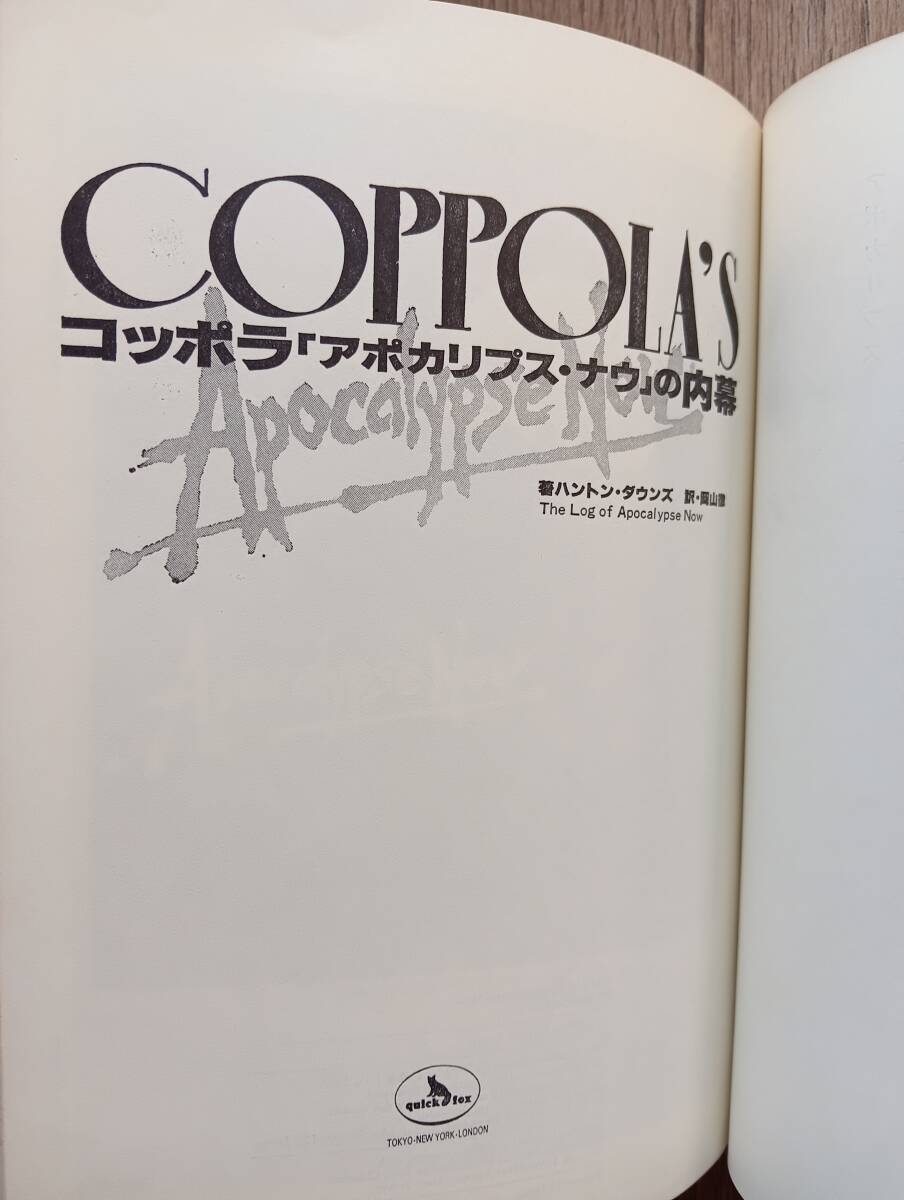 COPPOLA'S
コッポラ「アポカリプス・ナウ」の内幕
Apocalypse Now
著 ハントン・ダウンズ 訳・岡山徹
The Log of Apocalypse Now
quick fox
TOKYO・NEW YORK・LONDON